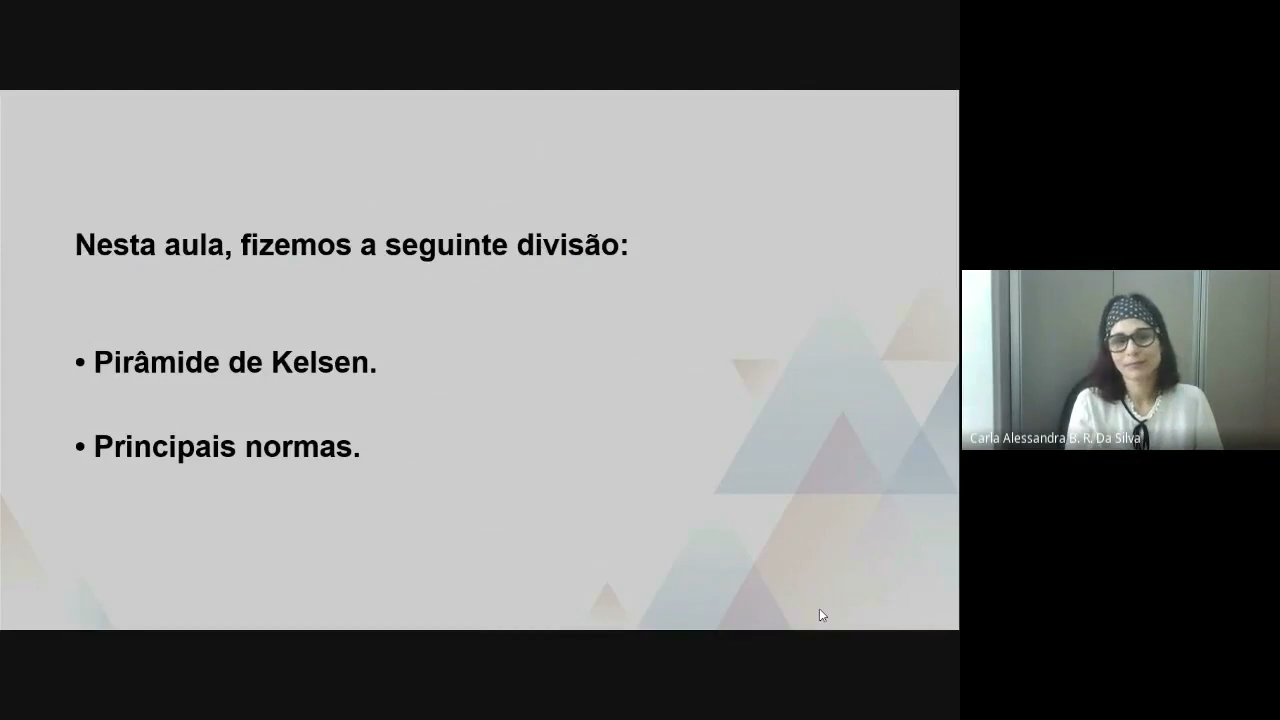 Nesta aula, fizemos a seguinte divisão:
• Pirâmide de Kelsen.
• Principais normas.
Carla Alessandra B. R. Da Silva